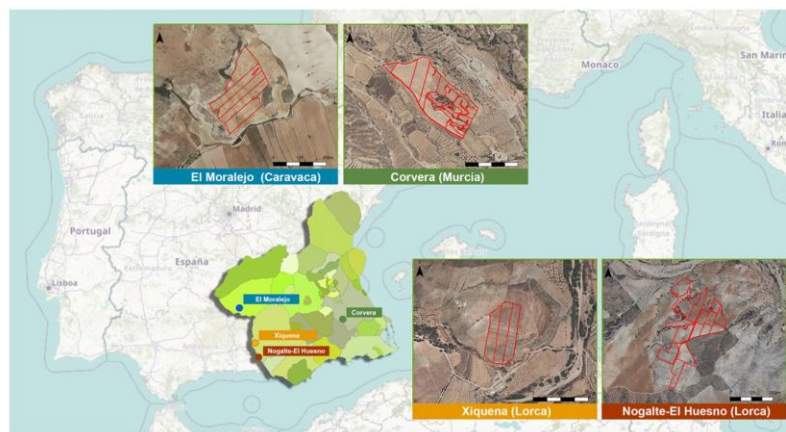 Monaco
San Marin
Italia
El Moralejo (Caravaca)
Corvera (Murcia)
Madrid
Portugal
España
Lisboa
El Moralejo
Corvera
Xiquena
Nogalte-El Huesno
Xiquena (Lorca)
Nogalte-El Huesno (Lorca)